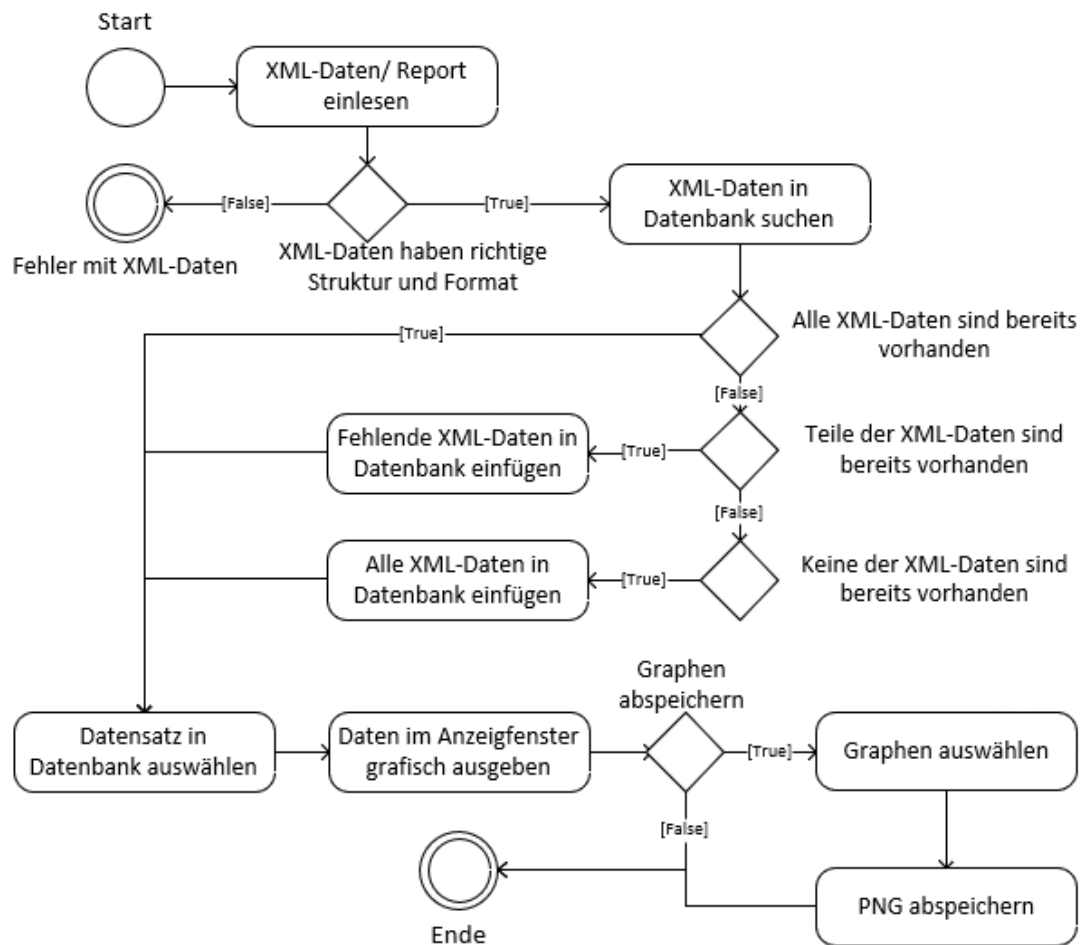 Start
XML-Daten/ Report
einlesen
[False]
[True]
XML-Daten in
Datenbank suchen
Fehler mit XML-Daten
XML-Daten haben richtige
Struktur und Format
[True]
Alle XML-Daten sind bereits
vorhanden
[False]
Fehlende XML-Daten in
Datenbank einfügen
[True]
Teile der XML-Daten sind
bereits vorhanden
[False]
Alle XML-Daten in
Datenbank einfügen
[True]
Keine der XML-Daten sind
bereits vorhanden
Graphen
abspeichern
Datensatz in
Datenbank auswählen
Daten im Anzeigfenster
grafisch ausgeben
[True]
Graphen auswählen
[False]
PNG abspeichern
Ende